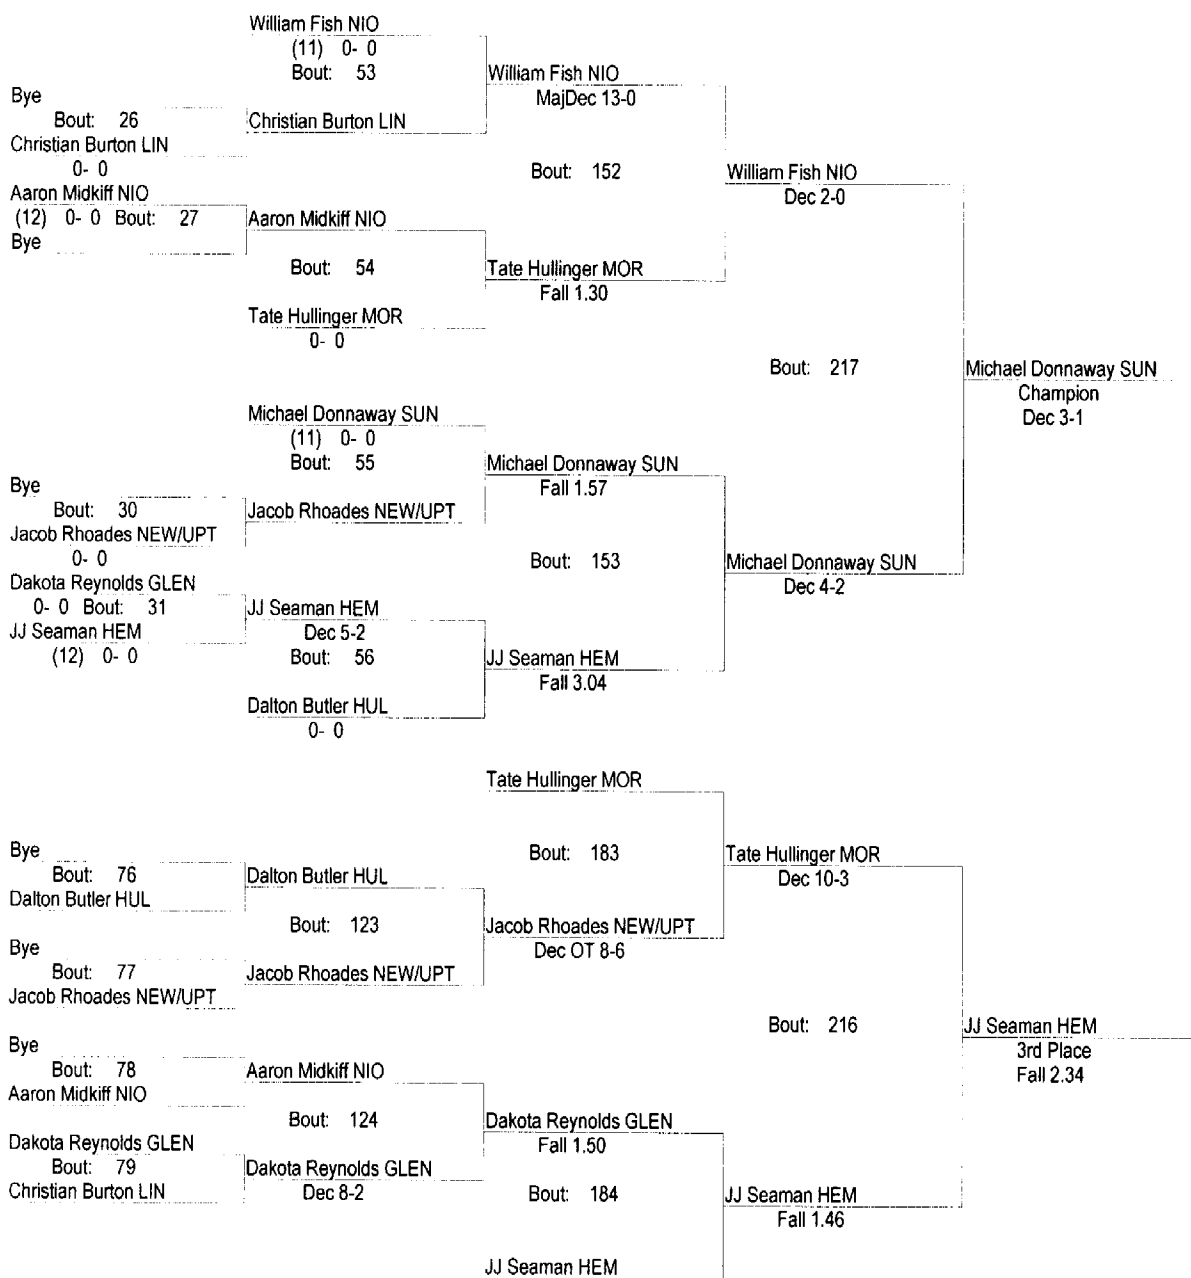 William Fish NIO
(11) 0- 0
Bout: 53
William Fish NIO
MajDec 13-0
Bye
Bout: 26
Christian Burton LIN
Christian Burton LIN
0- 0
Bout: 152
William Fish NIO
Dec 2-0
Aaron Midkiff NIO
(12) 0- 0 Bout: 27
Aaron Midkiff NIO
Bye
Bout: 54
Tate Hullinger MOR
Fall 1.30
Tate Hullinger MOR
0- 0
Bout: 217
Michael Donnaway SUN
Champion
Dec 3-1
Michael Donnaway SUN
(11) 0- 0
Bout: 55
Michael Donnaway SUN
Fall 1.57
Bye
Bout: 30
Jacob Rhoades NEW/UPT
Jacob Rhoades NEW/UPT
0- 0
Bout: 153
Michael Donnaway SUN
Dec 4-2
Dakota Reynolds GLEN
0- 0 Bout: 31
JJ Seaman HEM
Dec 5-2
JJ Seaman HEM
(12) 0- 0
Bout: 56
JJ Seaman HEM
Fall 3.04
Dalton Butler HUL
0- 0
Tate Hullinger MOR
Bye
Bout: 76
Dalton Butler HUL
Dalton Butler HUL
Bout: 183
Tate Hullinger MOR
Dec 10-3
Bout: 123
Jacob Rhoades NEW/UPT
Dec OT 8-6
Bye
Bout: 77
Jacob Rhoades NEW/UPT
Jacob Rhoades NEW/UPT
Bout: 216
JJ Seaman HEM
3rd Place
Fall 2.34
Bye
Bout: 78
Aaron Midkiff NIO
Aaron Midkiff NIO
Bout: 124
Dakota Reynolds GLEN
Fall 1.50
Dakota Reynolds GLEN
Bout: 79
Christian Burton LIN
Dakota Reynolds GLEN
Dec 8-2
Bout: 184
JJ Seaman HEM
Fall 1.46
JJ Seaman HEM